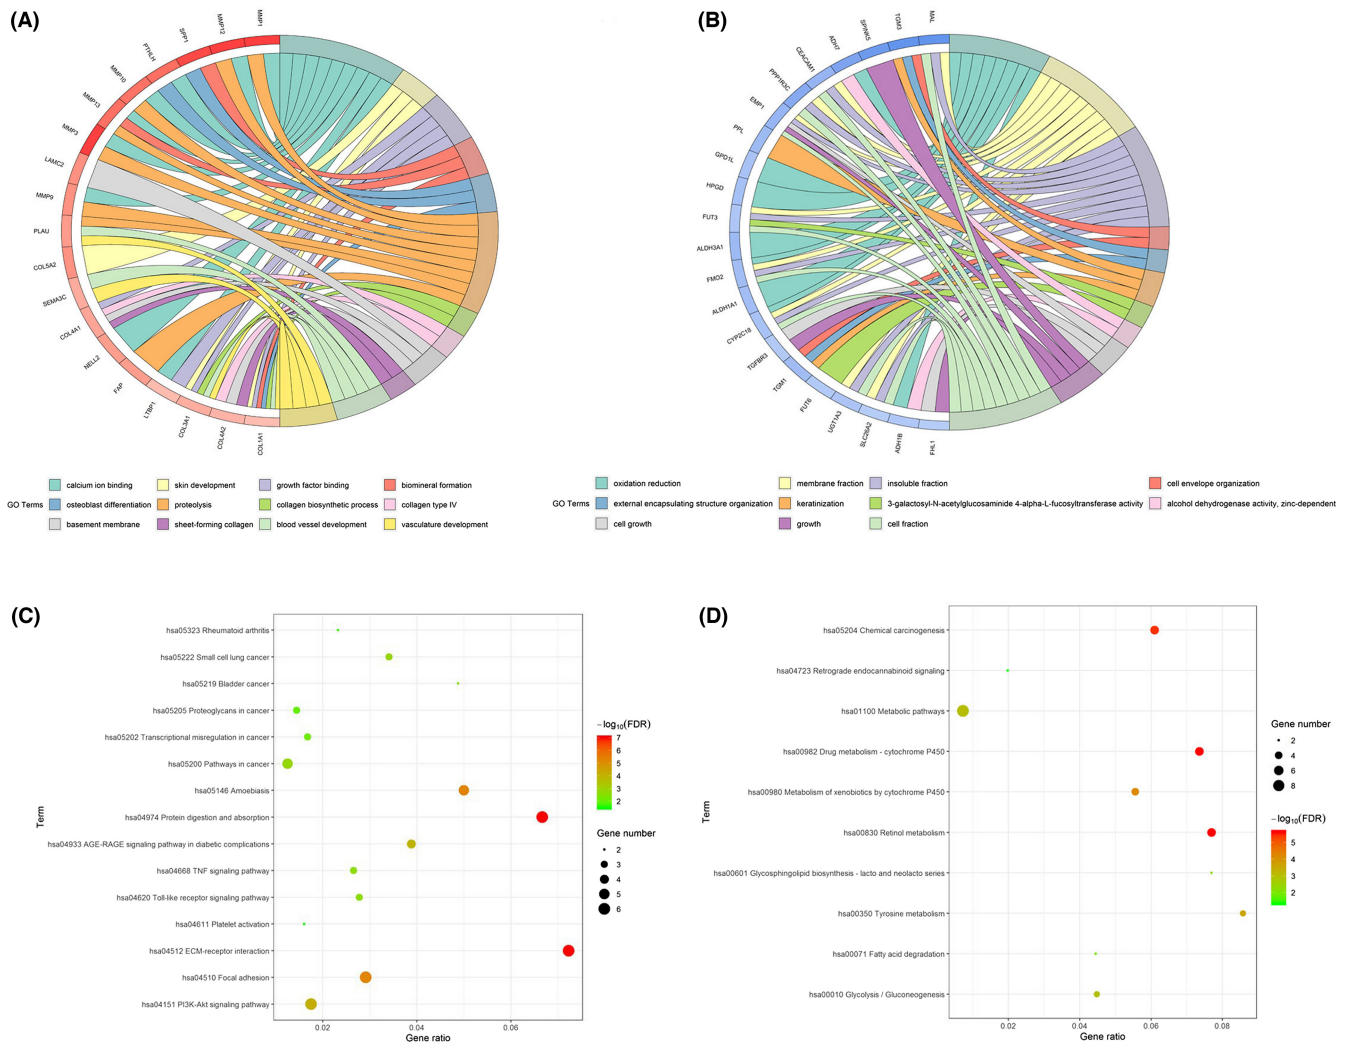 (A)
MMP1
MMP12
SPP1
PTHLH
MMP10
MMP13
MMP3
LAMC2
MMP9
PLAU
COL5A2
SEMA3C
COL4A1
NELL2
FAP
LTBP1
COL3A1
COL4A2
COL1A1
GO Terms
calcium ion binding
skin development
growth factor binding
biomineral formation
osteoblast differentiation
proteolysis
collagen biosynthetic process
collagen type IV
basement membrane
sheet-forming collagen
blood vessel development
vasculature development
(B)
MAL
TGM3
SPINK5
ADH7
CEACAM1
PPP1R3C
EMP1
PPL
GPD1L
HPGD
FUT3
ALDH3A1
FMO2
ALDH1A1
CYP2C18
TGFBR3
TGM1
FUT6
UGT1A3
SLC26A2
ADH1B
FHL1
GO Terms
oxidation reduction
membrane fraction
insoluble fraction
cell envelope organization
external encapsulating structure organization
keratinization
3-galactosyl-N-acetylglucosaminide 4-alpha-L-fucosyltransferase activity
alcohol dehydrogenase activity, zinc-dependent
cell growth
growth
cell fraction
(C)
Term
hsa05323 Rheumatoid arthritis
hsa05222 Small cell lung cancer
hsa05219 Bladder cancer
hsa05205 Proteoglycans in cancer
hsa05202 Transcriptional misregulation in cancer
hsa05200 Pathways in cancer
hsa05146 Amoebiasis
hsa04974 Protein digestion and absorption
hsa04933 AGE-RAGE signaling pathway in diabetic complications
hsa04668 TNF signaling pathway
hsa04620 Toll-like receptor signaling pathway
hsa04611 Platelet activation
hsa04512 ECM-receptor interaction
hsa04510 Focal adhesion
hsa04151 PI3K-Akt signaling pathway
0.02 0.04 0.06
Gene ratio
−log10(FDR)
7
6
5
4
3
2
Gene number
2
3
4
5
6
(D)
Term
hsa05204 Chemical carcinogenesis
hsa04723 Retrograde endocannabinoid signaling
hsa01100 Metabolic pathways
hsa00982 Drug metabolism - cytochrome P450
hsa00980 Metabolism of xenobiotics by cytochrome P450
hsa00830 Retinol metabolism
hsa00601 Glycosphingolipid biosynthesis - lacto and neolacto series
hsa00350 Tyrosine metabolism
hsa00071 Fatty acid degradation
hsa00010 Glycolysis / Gluconeogenesis
0.02 0.04 0.06 0.08
Gene ratio
Gene number
2
4
6
8
−log10(FDR)
5
4
3
2